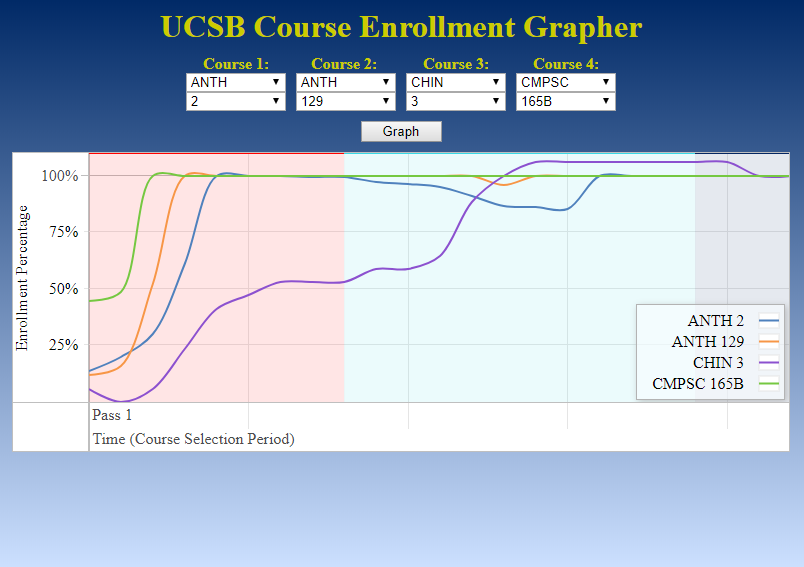 UCSB Course Enrollment Grapher
Course 1: Course 2: Course 3: Course 4:
ANTH ANTH CHIN CMPSC
2 129 3 165B
Graph
Enrollment Percentage
100%
75%
50%
25%
ANTH 2
ANTH 129
CHIN 3
CMPSC 165B
Pass 1
Time (Course Selection Period)